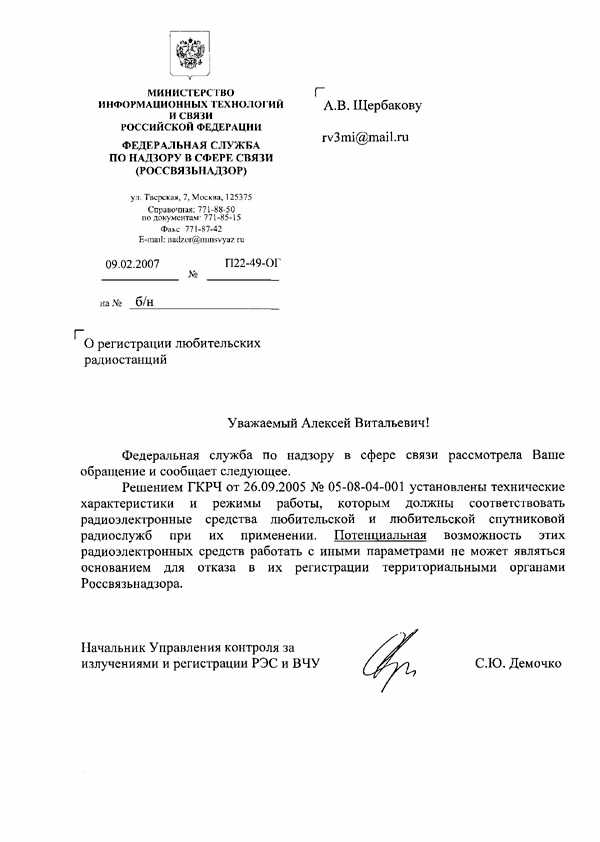 МИНИСТЕРСТВО
ИНФОРМАЦИОННЫХ ТЕХНОЛОГИЙ
И СВЯЗИ
РОССИЙСКОЙ ФЕДЕРАЦИИ
ФЕДЕРАЛЬНАЯ СЛУЖБА
ПО НАДЗОРУ В СФЕРЕ СВЯЗИ
(РОССВЯЗЬНАДЗОР)
ул. Тверская, 7, Москва, 125375
Справочная: 771-88-50
по документам: 771-85-15
Факс: 771-87-42
E-mail: nadzor@minsvyaz.ru
09.02.2007 № П22-49-ОГ
на № б/н
А.В. Щербакову
rv3mi@mail.ru
О регистрации любительских
радиостанций
Уважаемый Алексей Витальевич!
Федеральная служба по надзору в сфере связи рассмотрела Ваше
обращение и сообщает следующее.
Решением ГКРЧ от 26.09.2005 № 05-08-04-001 установлены технические
характеристики и режимы работы, которым должны соответствовать
радиоэлектронные средства любительской и любительской спутниковой
радиослужб при их применении. Потенциальная возможность этих
радиоэлектронных средств работать с иными параметрами не может являться
основанием для отказа в их регистрации территориальными органами
Россвязьнадзора.
Начальник Управления контроля за
излучениями и регистрации РЭС и ВЧУ С.Ю. Демочко